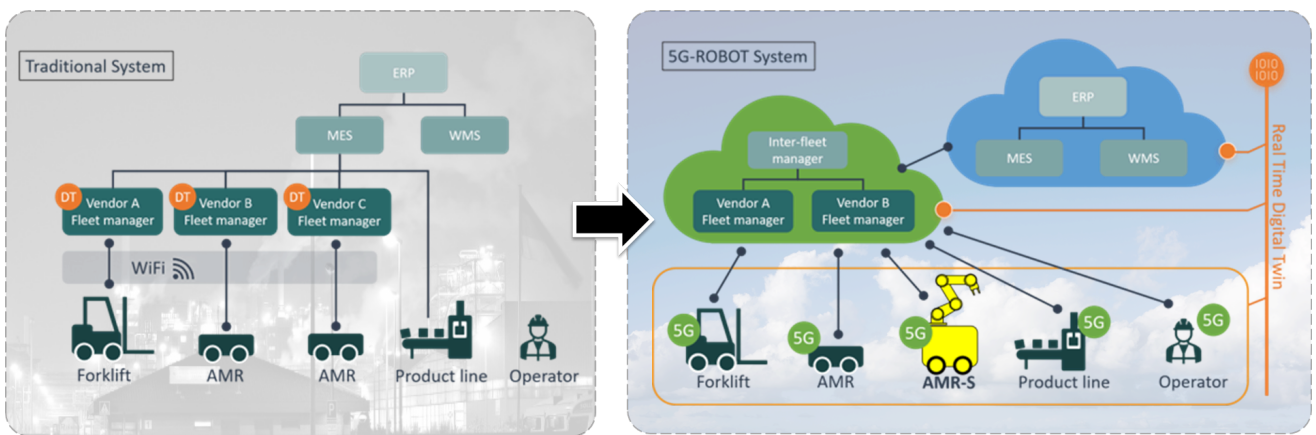 Traditional System
ERP
MES
WMS
DT
Vendor A
Fleet manager
DT
Vendor B
Fleet manager
DT
Vendor C
Fleet manager
WiFi
Forklift
AMR
AMR
Product line
Operator
5G-ROBOT System
ERP
MES
WMS
Inter-fleet
manager
Vendor A
Fleet manager
Vendor B
Fleet manager
1010
1010
Real Time Digital Twin
5G
5G
5G
5G
5G
Forklift
AMR
AMR-S
Product line
Operator